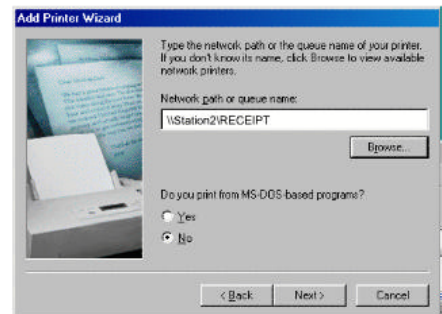 Add Printer Wizard
Type the network path or the queue name of your printer.
If you don't know its name, click Browse to view available
network printers.
Network path or queue name:
\\Station2\RECEIPT
Browse...
Do you print from MS-DOS-based programs?
Yes
No
< Back Next > Cancel